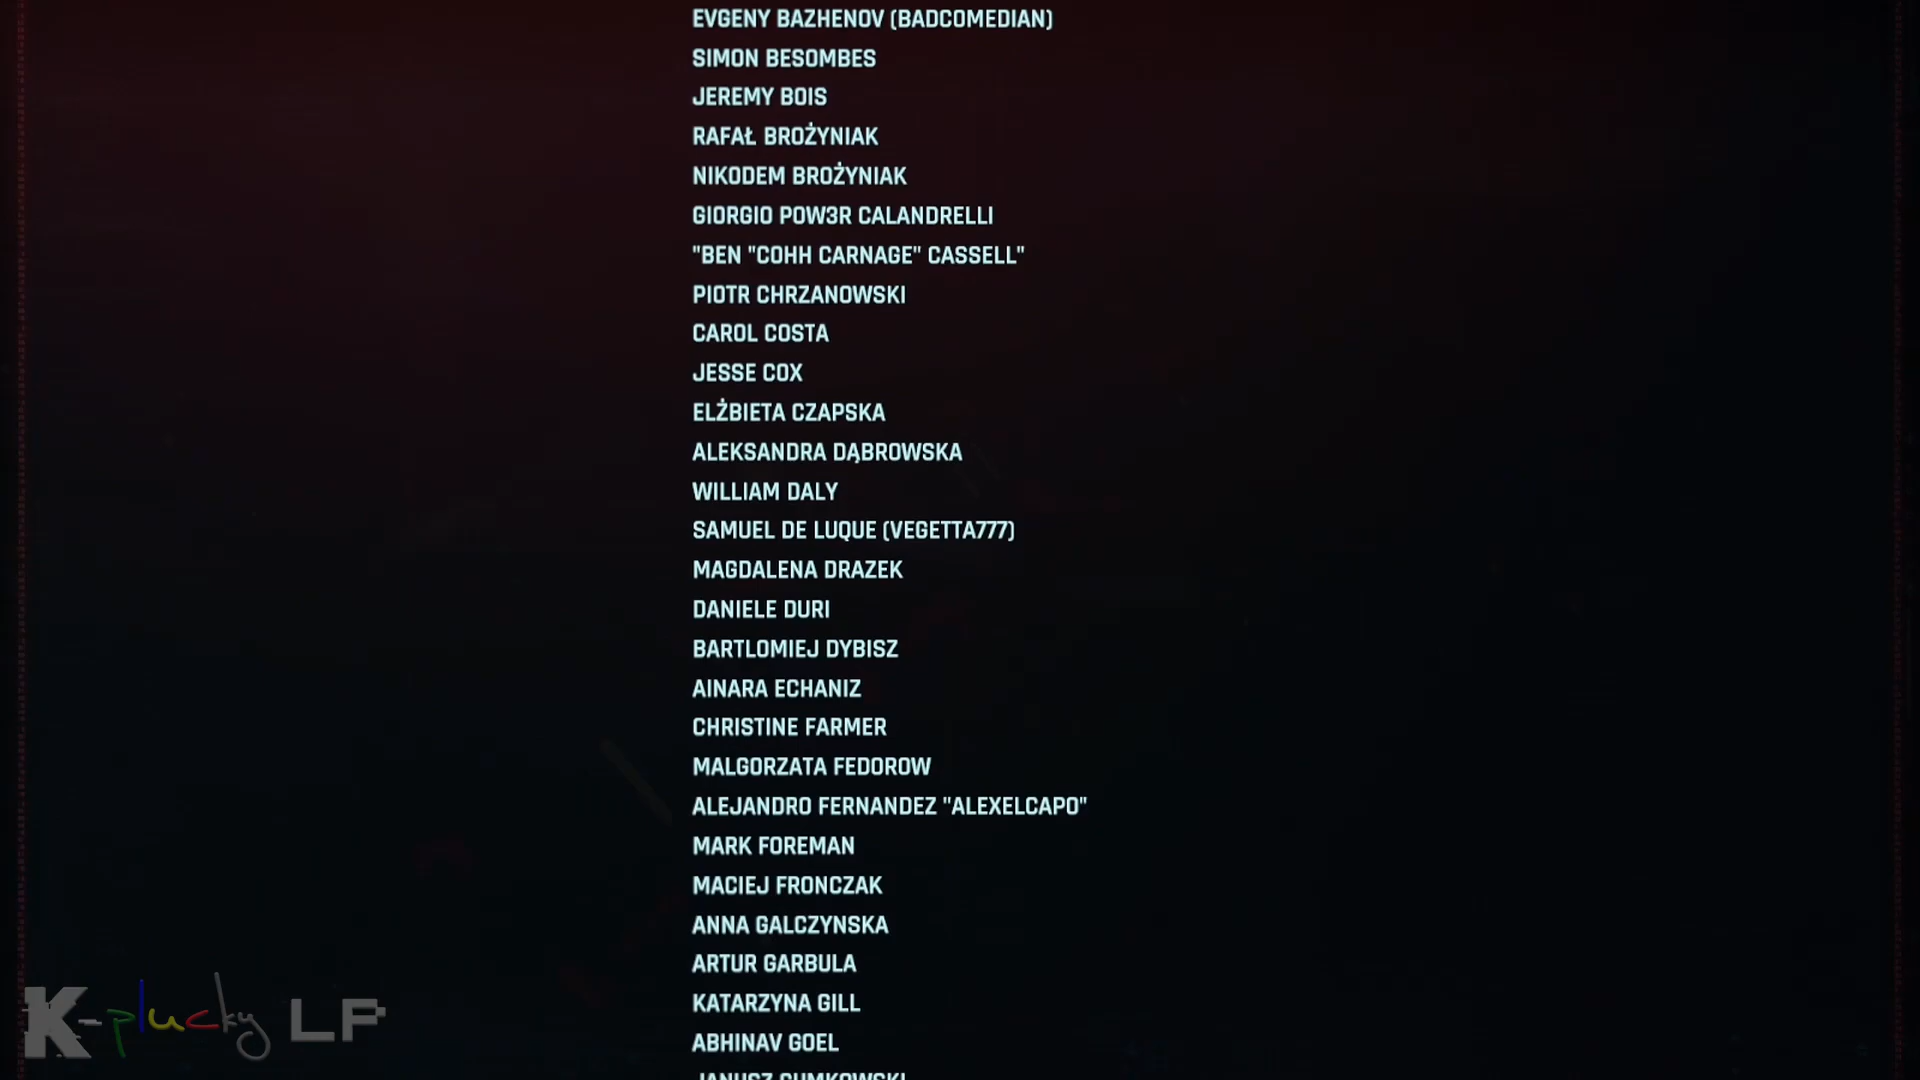 EVGENY BAZHENOV (BADCOMEDIAN)
SIMON BESOMBES
JEREMY BOIS
RAFAŁ BROŻYNIAK
NIKODEM BROŻYNIAK
GIORGIO POW3R CALANDRELLI
"BEN "COHH CARNAGE" CASSELL"
PIOTR CHRZANOWSKI
CAROL COSTA
JESSE COX
ELŻBIETA CZAPSKA
ALEKSANDRA DĄBROWSKA
WILLIAM DALY
SAMUEL DE LUQUE (VEGETTA777)
MAGDALENA DRAZEK
DANIELE DURI
BARTLOMIEJ DYBISZ
AINARA ECHANIZ
CHRISTINE FARMER
MALGORZATA FEDOROW
ALEJANDRO FERNANDEZ "ALEXELCAPO"
MARK FOREMAN
MACIEJ FRONCZAK
ANNA GALCZYNSKA
ARTUR GARBULA
KATARZYNA GILL
ABHINAV GOEL
JANUSZ GUMKOWSKI
K-plucky LP